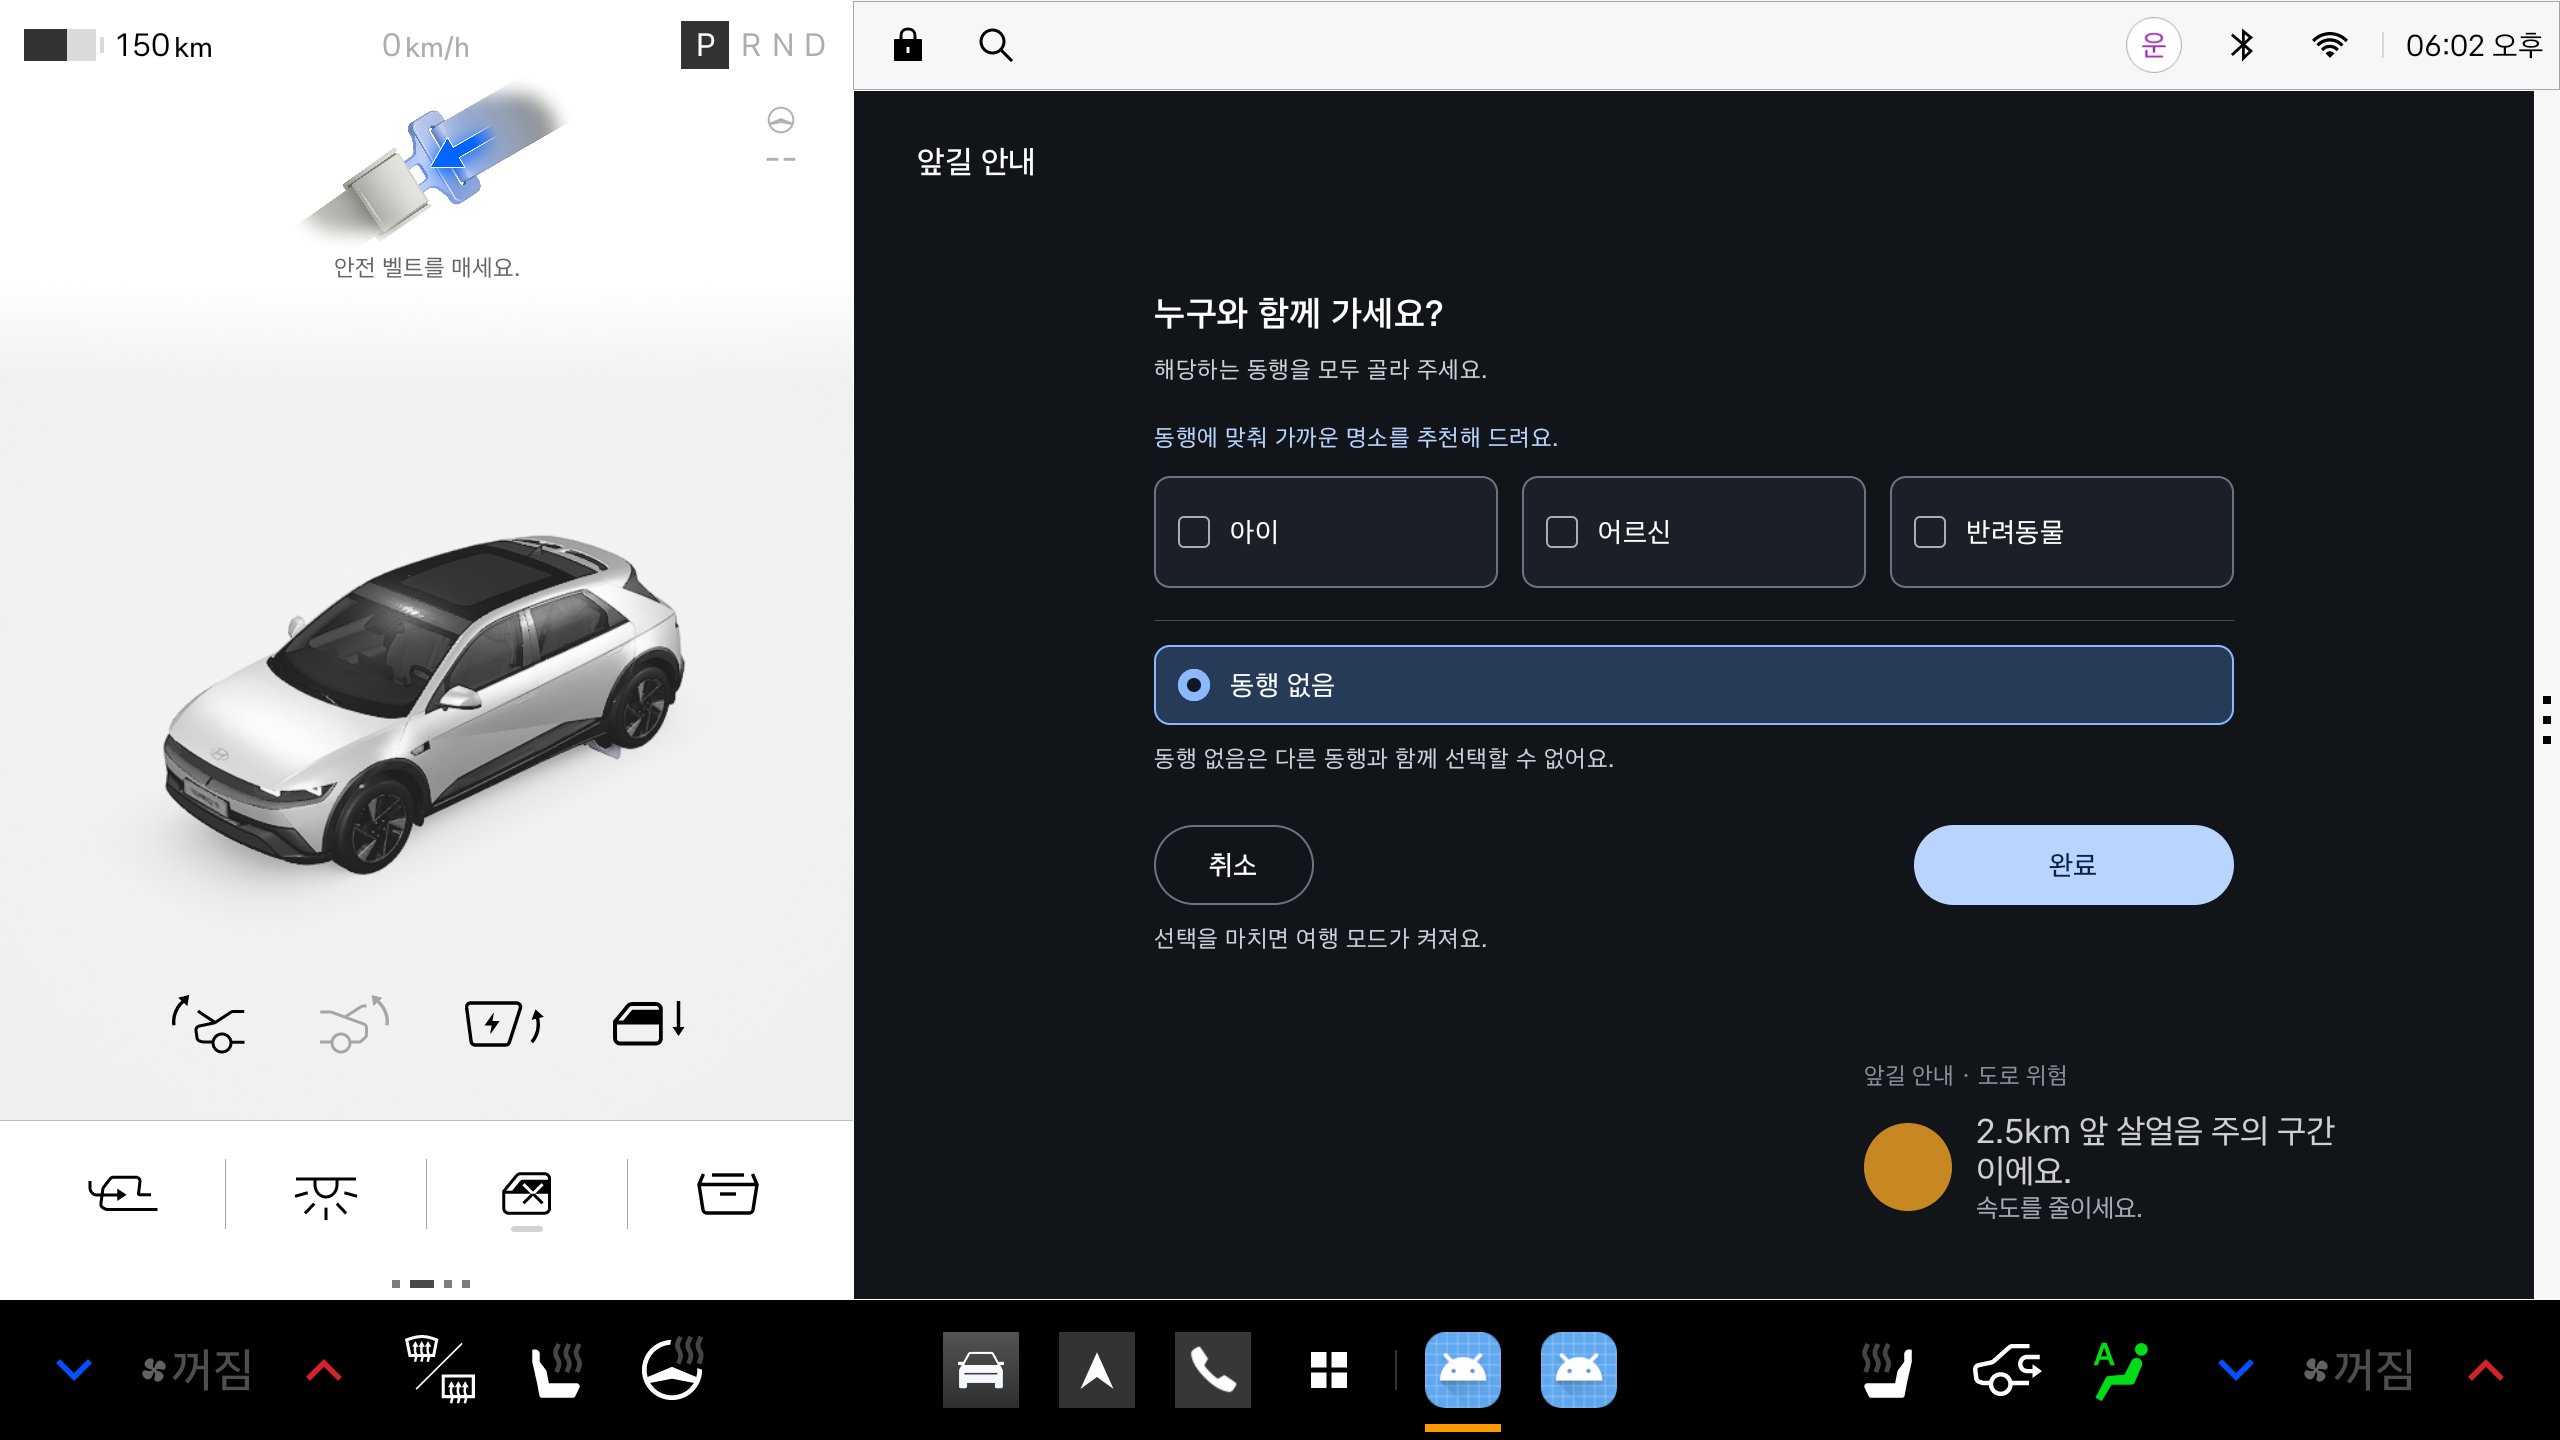 150 km
0 km/h
P R N D
운
06:02 오후
안전 벨트를 매세요.
앞길 안내
누구와 함께 가세요?
해당하는 동행을 모두 골라 주세요.
동행에 맞춰 가까운 명소를 추천해 드려요.
아이
어르신
반려동물
동행 없음
동행 없음은 다른 동행과 함께 선택할 수 없어요.
취소
완료
선택을 마치면 여행 모드가 켜져요.
앞길 안내 · 도로 위험
2.5km 앞 살얼음 주의 구간
이에요.
속도를 줄이세요.
꺼짐
A
꺼짐